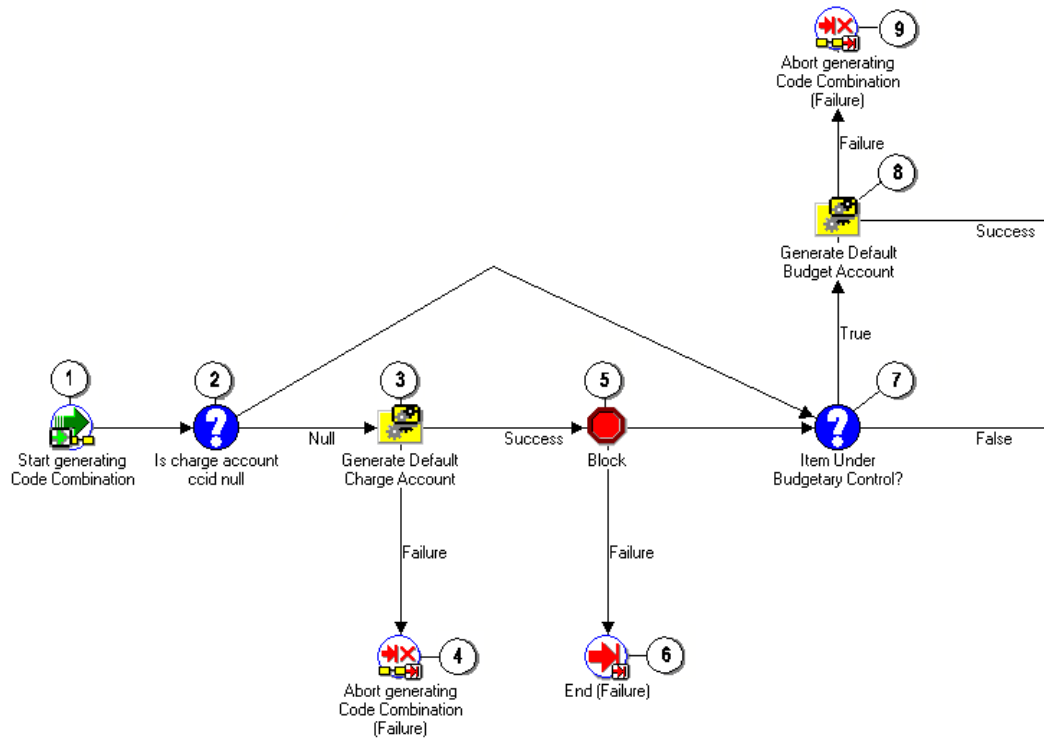 9
Abort generating
Code Combination
(Failure)
Failure
8
Success
Generate Default
Budget Account
True
1
2
3
5
7
Null
Success
False
Start generating
Code Combination
Is charge account
ccid null
Generate Default
Charge Account
Block
Item Under
Budgetary Control?
Failure
Failure
4
6
Abort generating
Code Combination
(Failure)
End (Failure)